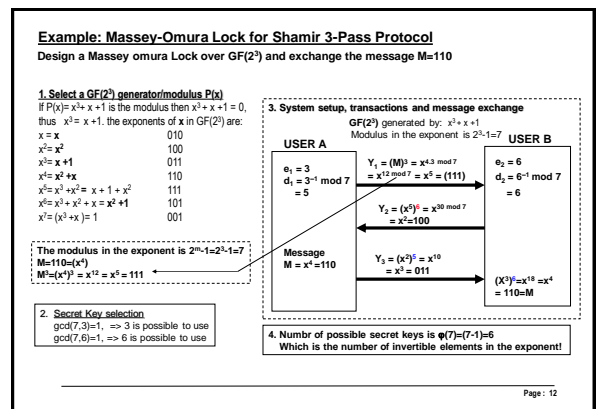 Example: Massey-Omura Lock for Shamir 3-Pass Protocol
Design a Massey omura Lock over GF(2³) and exchange the message M=110
1. Select a GF(2³) generator/modulus P(x)
If P(x)= x³+ x +1 is the modulus then x³ + x +1 = 0,
thus x³ = x +1. the exponents of x in GF(2³) are:
x = x 010
x²= x² 100
x³= x +1 011
x⁴= x² +x 110
x⁵= x³ +x² = x + 1 + x² 111
x⁶= x³ + x² + x = x² +1 101
x⁷= (x³ +x )= 1 001
The modulus in the exponent is 2ᵐ-1=2³-1=7
M=110=(x⁴)
M³=(x⁴)³ = x¹² = x⁵ = 111
2. Secret Key selection
gcd(7,3)=1, => 3 is possible to use
gcd(7,6)=1, => 6 is possible to use
3. System setup, transactions and message exchange
GF(2³) generated by: x³ + x +1
Modulus in the exponent is 2³-1=7
USER A
USER B
e₁ = 3
d₁ = 3⁻¹ mod 7
= 5
Y₁ = (M)³ = x⁴·³ ᵐᵒᵈ ⁷
= x¹² ᵐᵒᵈ ⁷ = x⁵ = (111)
e₂ = 6
d₂ = 6⁻¹ mod 7
= 6
Y₂ = (x⁵)⁶ = x³⁰ ᵐᵒᵈ ⁷
= x²=100
Message
M = x⁴ =110
Y₃ = (x²)⁵ = x¹⁰
= x³ = 011
(X³)⁶=x¹⁸ =x⁴
= 110=M
4. Numbr of possible secret keys is φ(7)=(7-1)=6
Which is the number of invertible elements in the exponent!
Page : 12